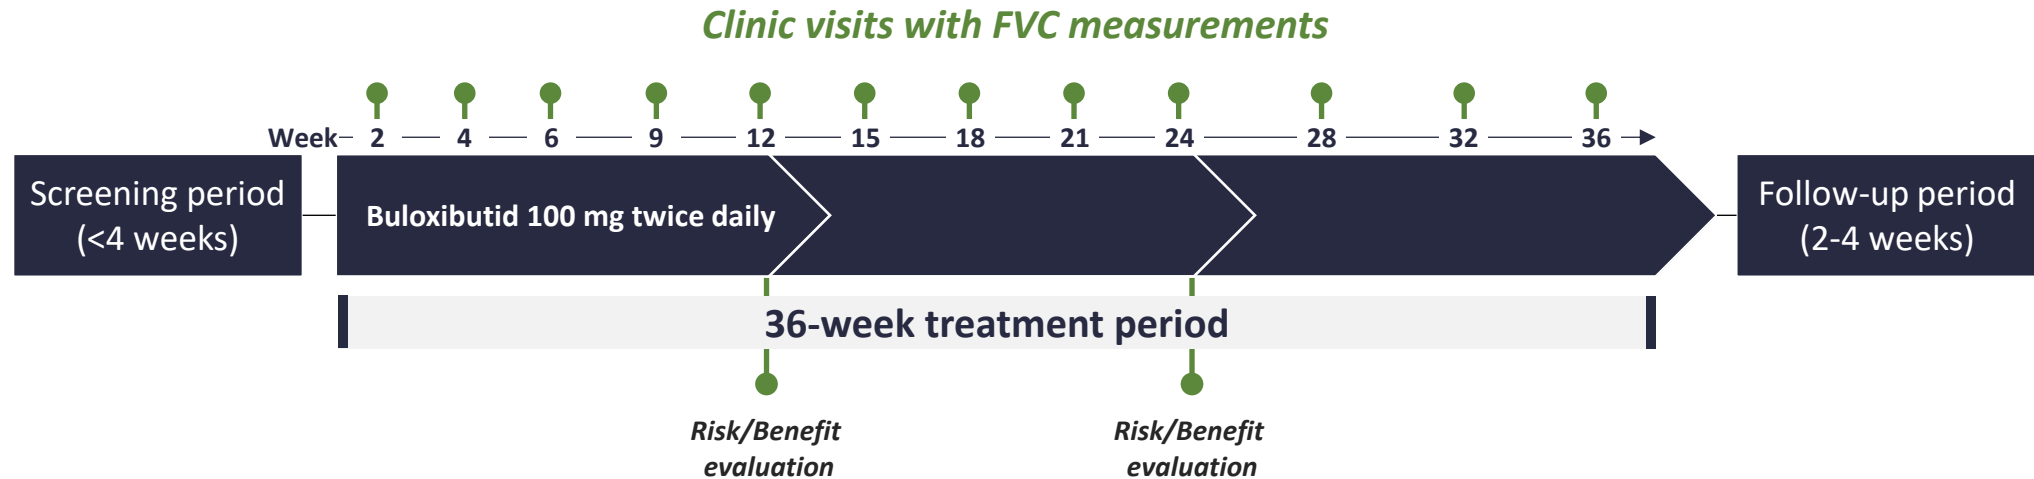 Clinic visits with FVC measurements
Week 2 4 6 9 12 15 18 21 24 28 32 36
Screening period
(<4 weeks)
Buloxibutid 100 mg twice daily
Follow-up period
(2-4 weeks)
36-week treatment period
Risk/Benefit
evaluation
Risk/Benefit
evaluation